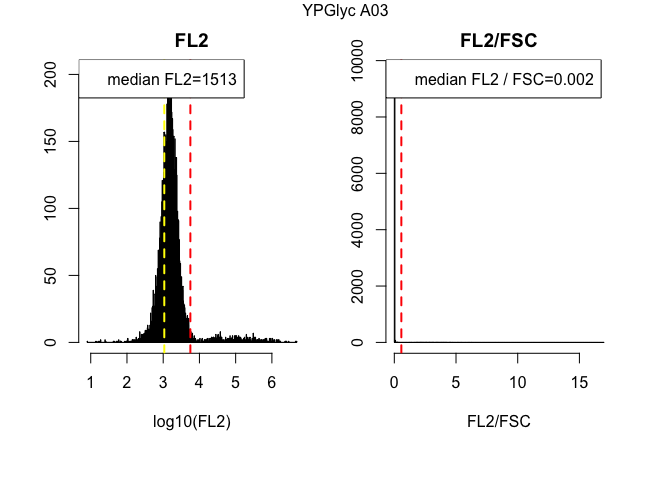 YPGlyc A03
FL2
FL2/FSC
median FL2=1513
median FL2 / FSC=0.002
0
50
100
150
200
0
2000
4000
6000
8000
10000
1 2 3 4 5 6
0 5 10 15
log10(FL2)
FL2/FSC